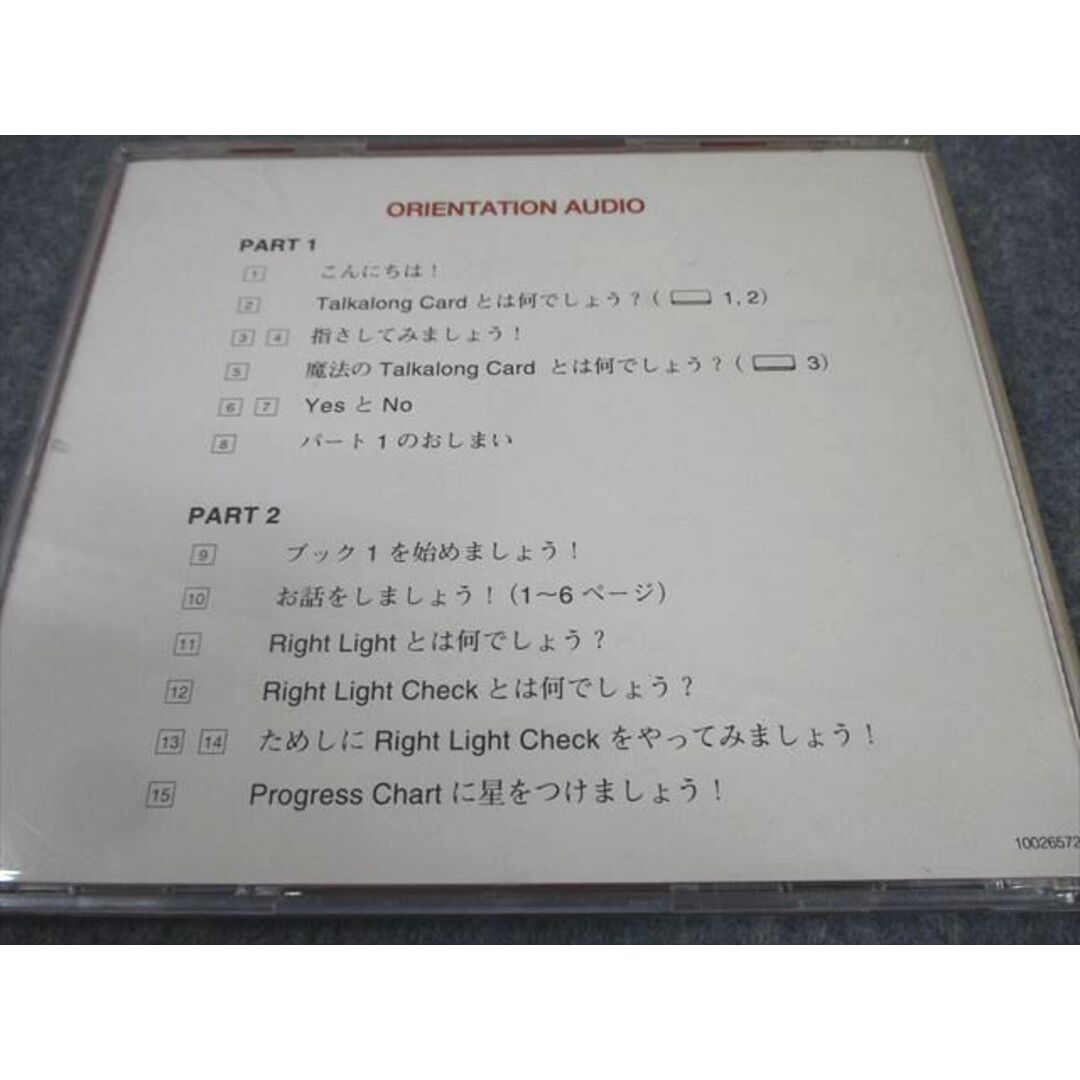 ORIENTATION AUDIO
PART 1
1 こんにちは！
2 Talkalong Card とは何でしょう？( 1, 2)
3 4 指さしてみましょう！
5 魔法の Talkalong Card とは何でしょう？( 3)
6 7 Yes と No
8 パート 1 のおしまい
PART 2
9 ブック 1 を始めましょう！
10 お話をしましょう！(1〜6 ページ)
11 Right Light とは何でしょう？
12 Right Light Check とは何でしょう？
13 14 ためしに Right Light Check をやってみましょう！
15 Progress Chart に星をつけましょう！
10026572